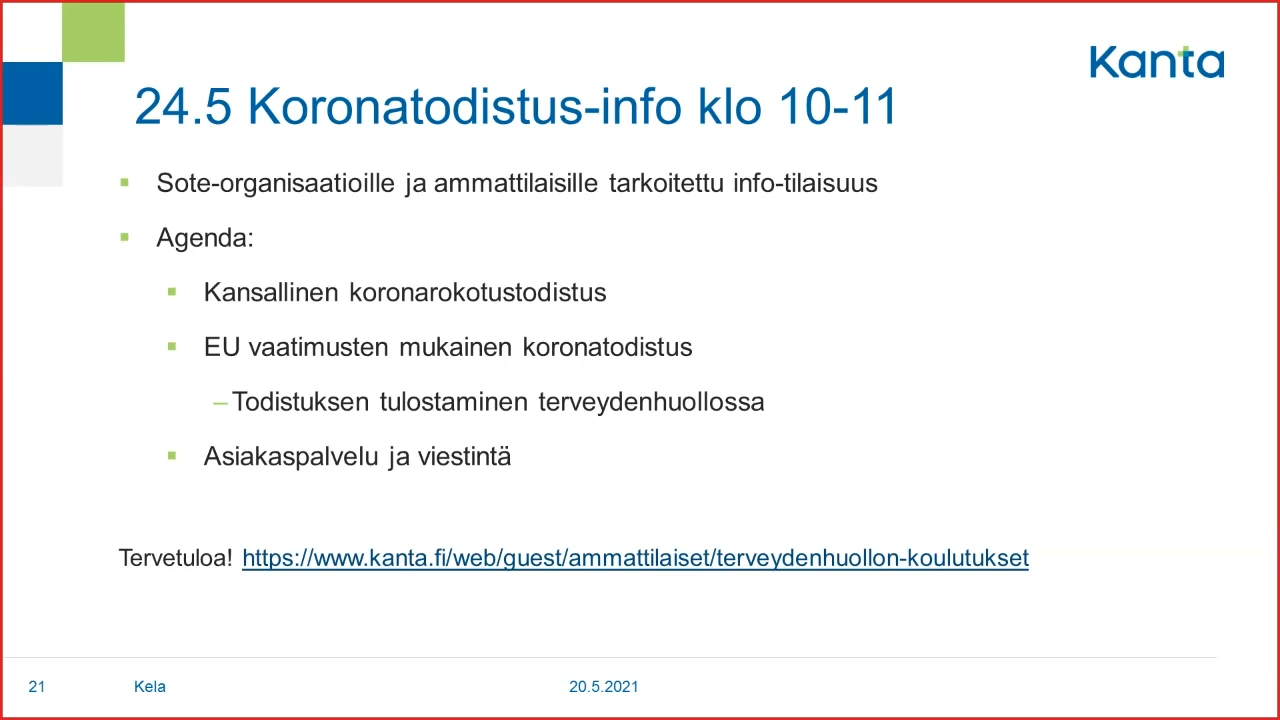 Kanta
24.5 Koronatodistus-info klo 10-11
Sote-organisaatioille ja ammattilaisille tarkoitettu info-tilaisuus
Agenda:
Kansallinen koronarokotustodistus
EU vaatimusten mukainen koronatodistus
–Todistuksen tulostaminen terveydenhuollossa
Asiakaspalvelu ja viestintä
Tervetuloa! https://www.kanta.fi/web/guest/ammattilaiset/terveydenhuollon-koulutukset
21 Kela 20.5.2021